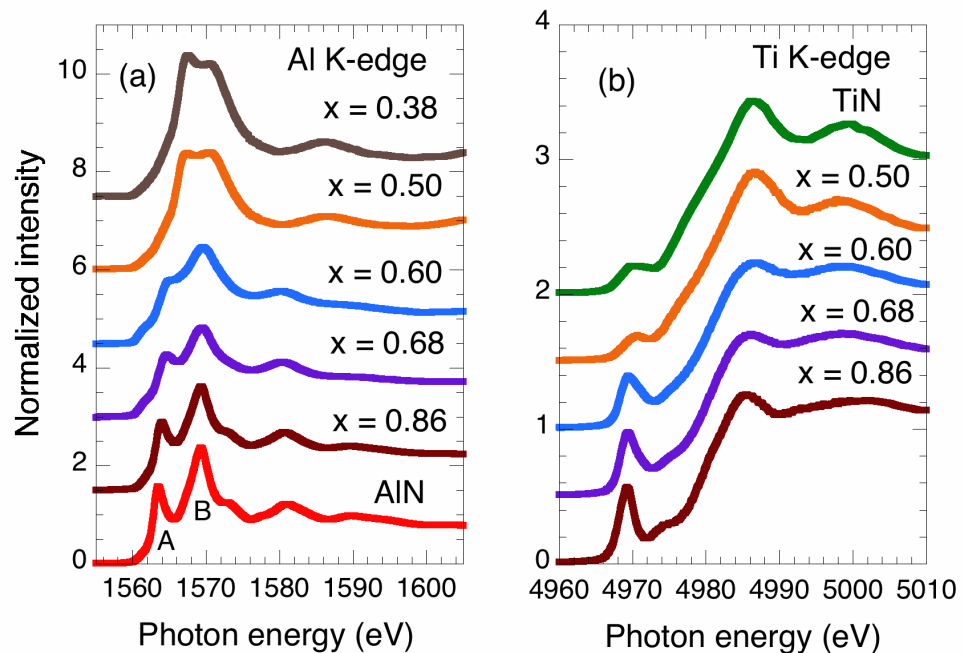 (a)
Al K-edge
x = 0.38
x = 0.50
x = 0.60
x = 0.68
x = 0.86
AlN
A
B
Normalized intensity
0
2
4
6
8
10
1560 1570 1580 1590 1600
Photon energy (eV)
(b)
Ti K-edge
TiN
x = 0.50
x = 0.60
x = 0.68
x = 0.86
0
1
2
3
4
4960 4970 4980 4990 5000 5010
Photon energy (eV)